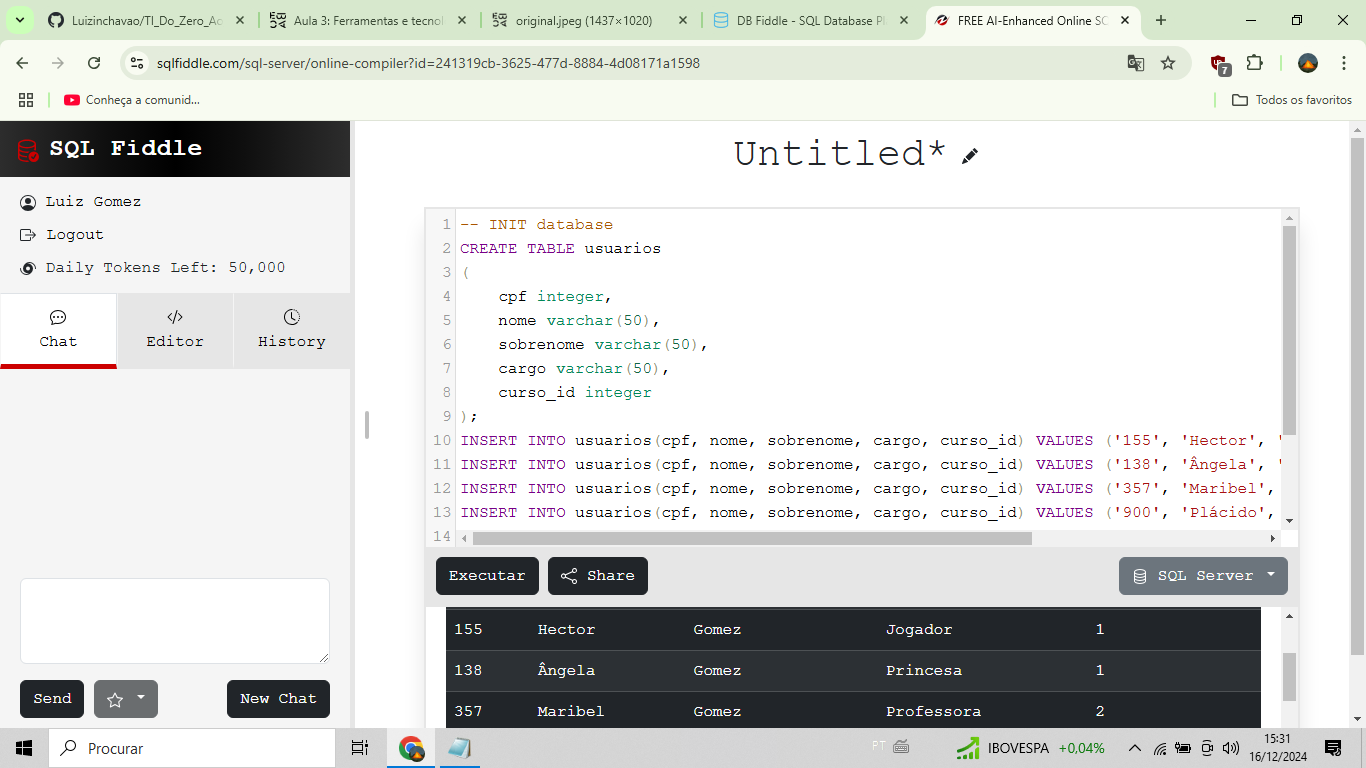 Luizinchavao/TI_Do_Zero_Ao
Aula 3: Ferramentas e tecnol
original.jpeg (1437×1020)
DB Fiddle - SQL Database Pl
FREE AI-Enhanced Online SQ
sqlfiddle.com/sql-server/online-compiler?id=241319cb-3625-477d-8884-4d08171a1598
7
Conheça a comunid...
Todos os favoritos
SQL Fiddle
Luiz Gomez
Logout
Daily Tokens Left: 50,000
Chat
Editor
History
Send
New Chat
Untitled*
1 -- INIT database
2 CREATE TABLE usuarios
3 (
4 cpf integer,
5 nome varchar(50),
6 sobrenome varchar(50),
7 cargo varchar(50),
8 curso_id integer
9 );
10 INSERT INTO usuarios(cpf, nome, sobrenome, cargo, curso_id) VALUES ('155', 'Hector', '
11 INSERT INTO usuarios(cpf, nome, sobrenome, cargo, curso_id) VALUES ('138', 'Ângela', '
12 INSERT INTO usuarios(cpf, nome, sobrenome, cargo, curso_id) VALUES ('357', 'Maribel',
13 INSERT INTO usuarios(cpf, nome, sobrenome, cargo, curso_id) VALUES ('900', 'Plácido',
14
Executar
Share
SQL Server
155 Hector Gomez Jogador 1
138 Ângela Gomez Princesa 1
357 Maribel Gomez Professora 2
Procurar
PT
IBOVESPA +0,04%
15:31
16/12/2024